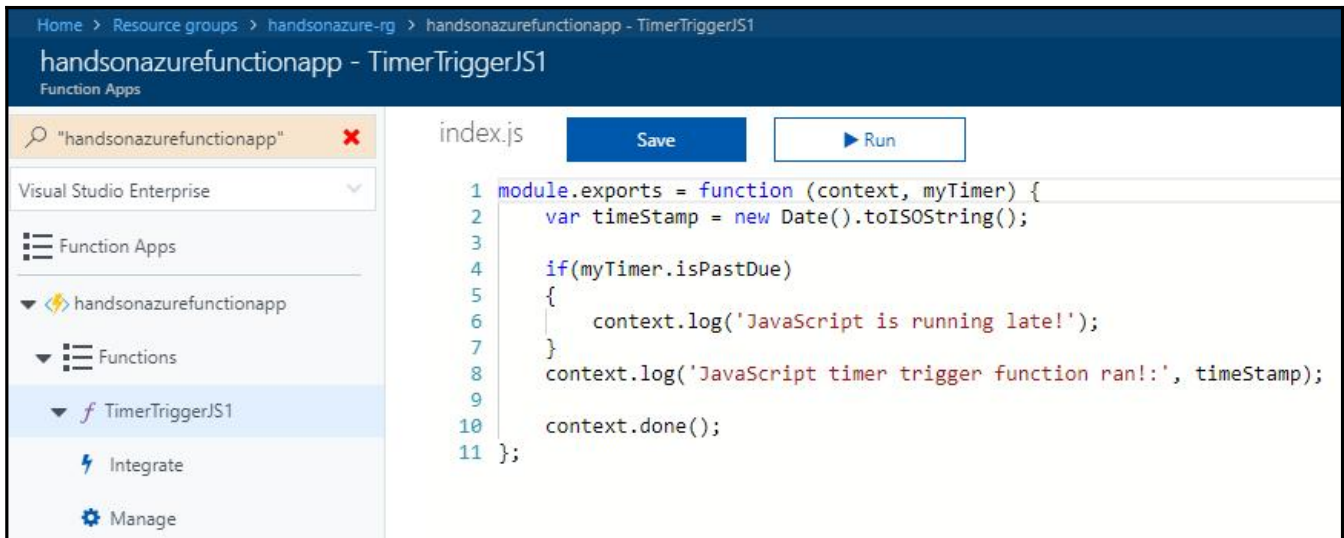 Home > Resource groups > handsonazure-rg > handsonazurefunctionapp - TimerTriggerJS1
handsonazurefunctionapp - TimerTriggerJS1
Function Apps
"handsonazurefunctionapp"
Visual Studio Enterprise
Function Apps
handsonazurefunctionapp
Functions
f TimerTriggerJS1
Integrate
Manage
index.js Save Run
1 module.exports = function (context, myTimer) {
2     var timeStamp = new Date().toISOString();
3
4     if(myTimer.isPastDue)
5     {
6         context.log('JavaScript is running late!');
7     }
8     context.log('JavaScript timer trigger function ran!:', timeStamp);
9
10     context.done();
11 };